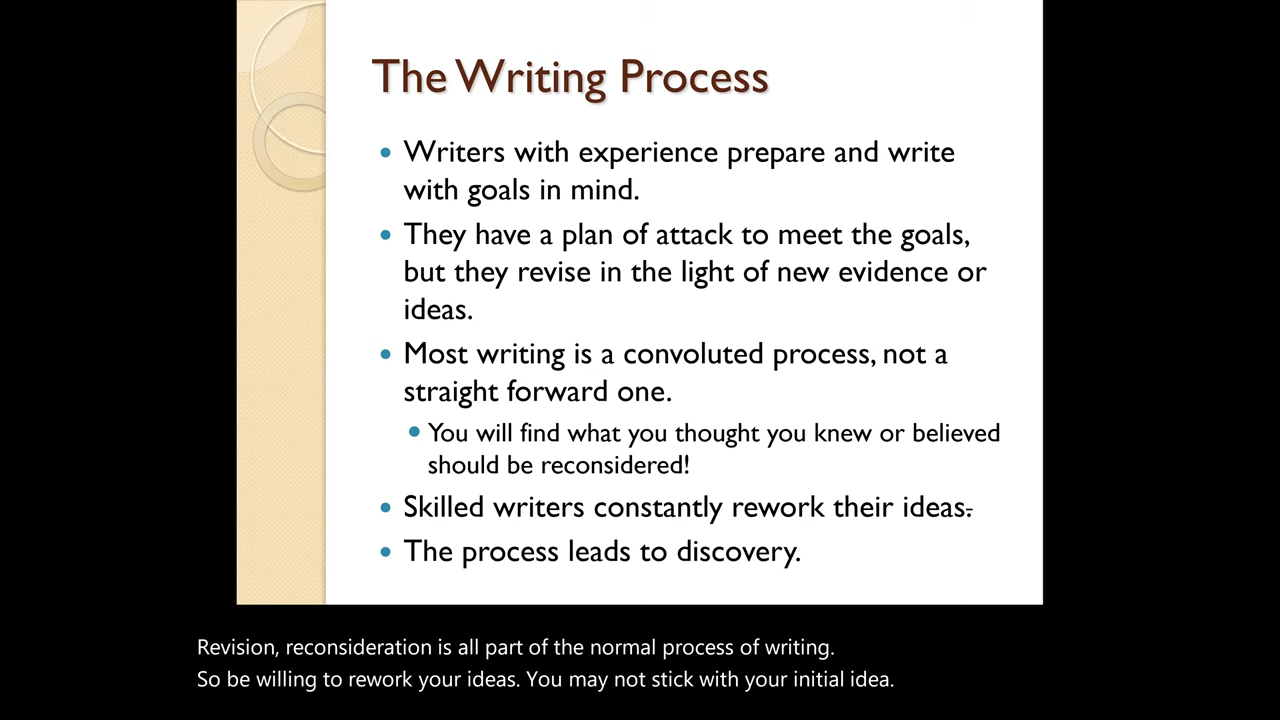 The Writing Process
Writers with experience prepare and write
with goals in mind.
They have a plan of attack to meet the goals,
but they revise in the light of new evidence or
ideas.
Most writing is a convoluted process, not a
straight forward one.
You will find what you thought you knew or believed
should be reconsidered!
Skilled writers constantly rework their ideas.
The process leads to discovery.
Revision, reconsideration is all part of the normal process of writing.
So be willing to rework your ideas. You may not stick with your initial idea.